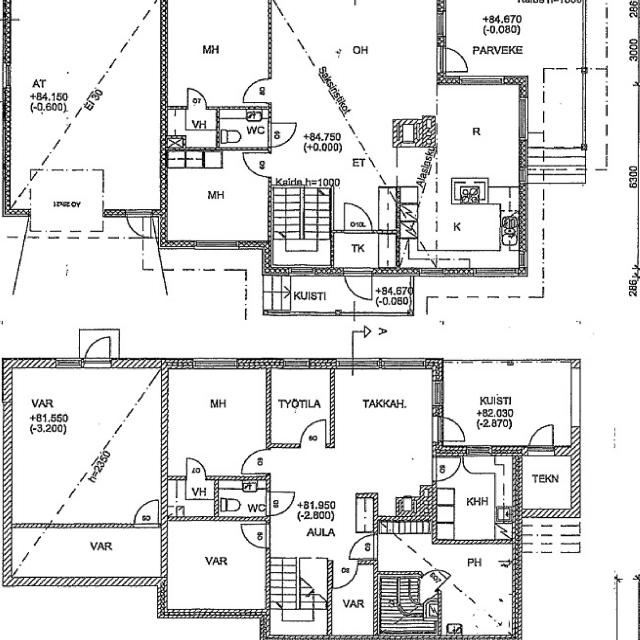 Kaide h=1000
+84.670
(-0.080)
PARVEKE
286
3000
MH
OH
AT
+84.150
(-0.600)
EI 30
VH
WC
+84.750
(+0.000)
ET
R
MH
Kaide h=1000
6300
K
TK
KUISTI
+84.670
(-0.080)
286
A
VAR
+81.550
(-3.200)
h=2350
MH
TYÖTILA
TAKKAH.
KUISTI
+82.030
(-2.870)
TEKN
VH
WC
+81.950
(-2.800)
AULA
KHH
VAR
VAR
VAR
PH